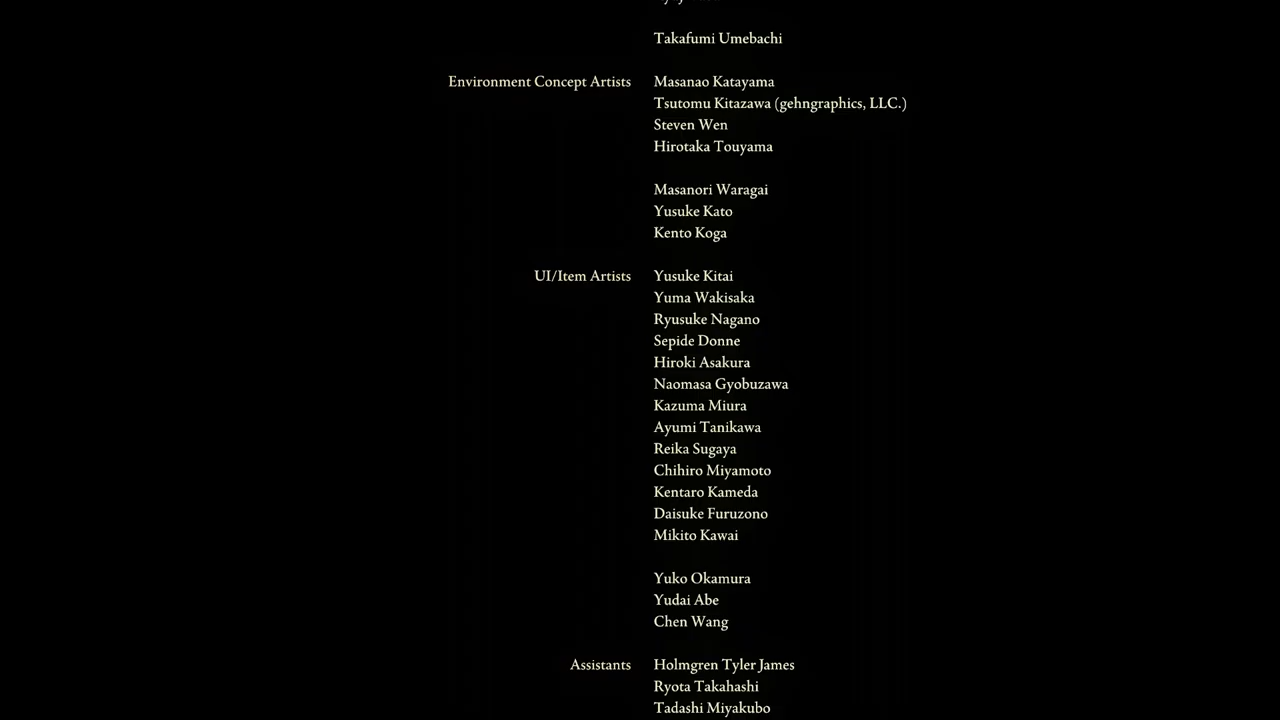 Takafumi Umebachi
Environment Concept Artists Masanao Katayama
Tsutomu Kitazawa (gehngraphics, LLC.)
Steven Wen
Hirotaka Touyama
Masanori Waragai
Yusuke Kato
Kento Koga
UI/Item Artists Yusuke Kitai
Yuma Wakisaka
Ryusuke Nagano
Sepide Donne
Hiroki Asakura
Naomasa Gyobuzawa
Kazuma Miura
Ayumi Tanikawa
Reika Sugaya
Chihiro Miyamoto
Kentaro Kameda
Daisuke Furuzono
Mikito Kawai
Yuko Okamura
Yudai Abe
Chen Wang
Assistants Holmgren Tyler James
Ryota Takahashi
Tadashi Miyakubo